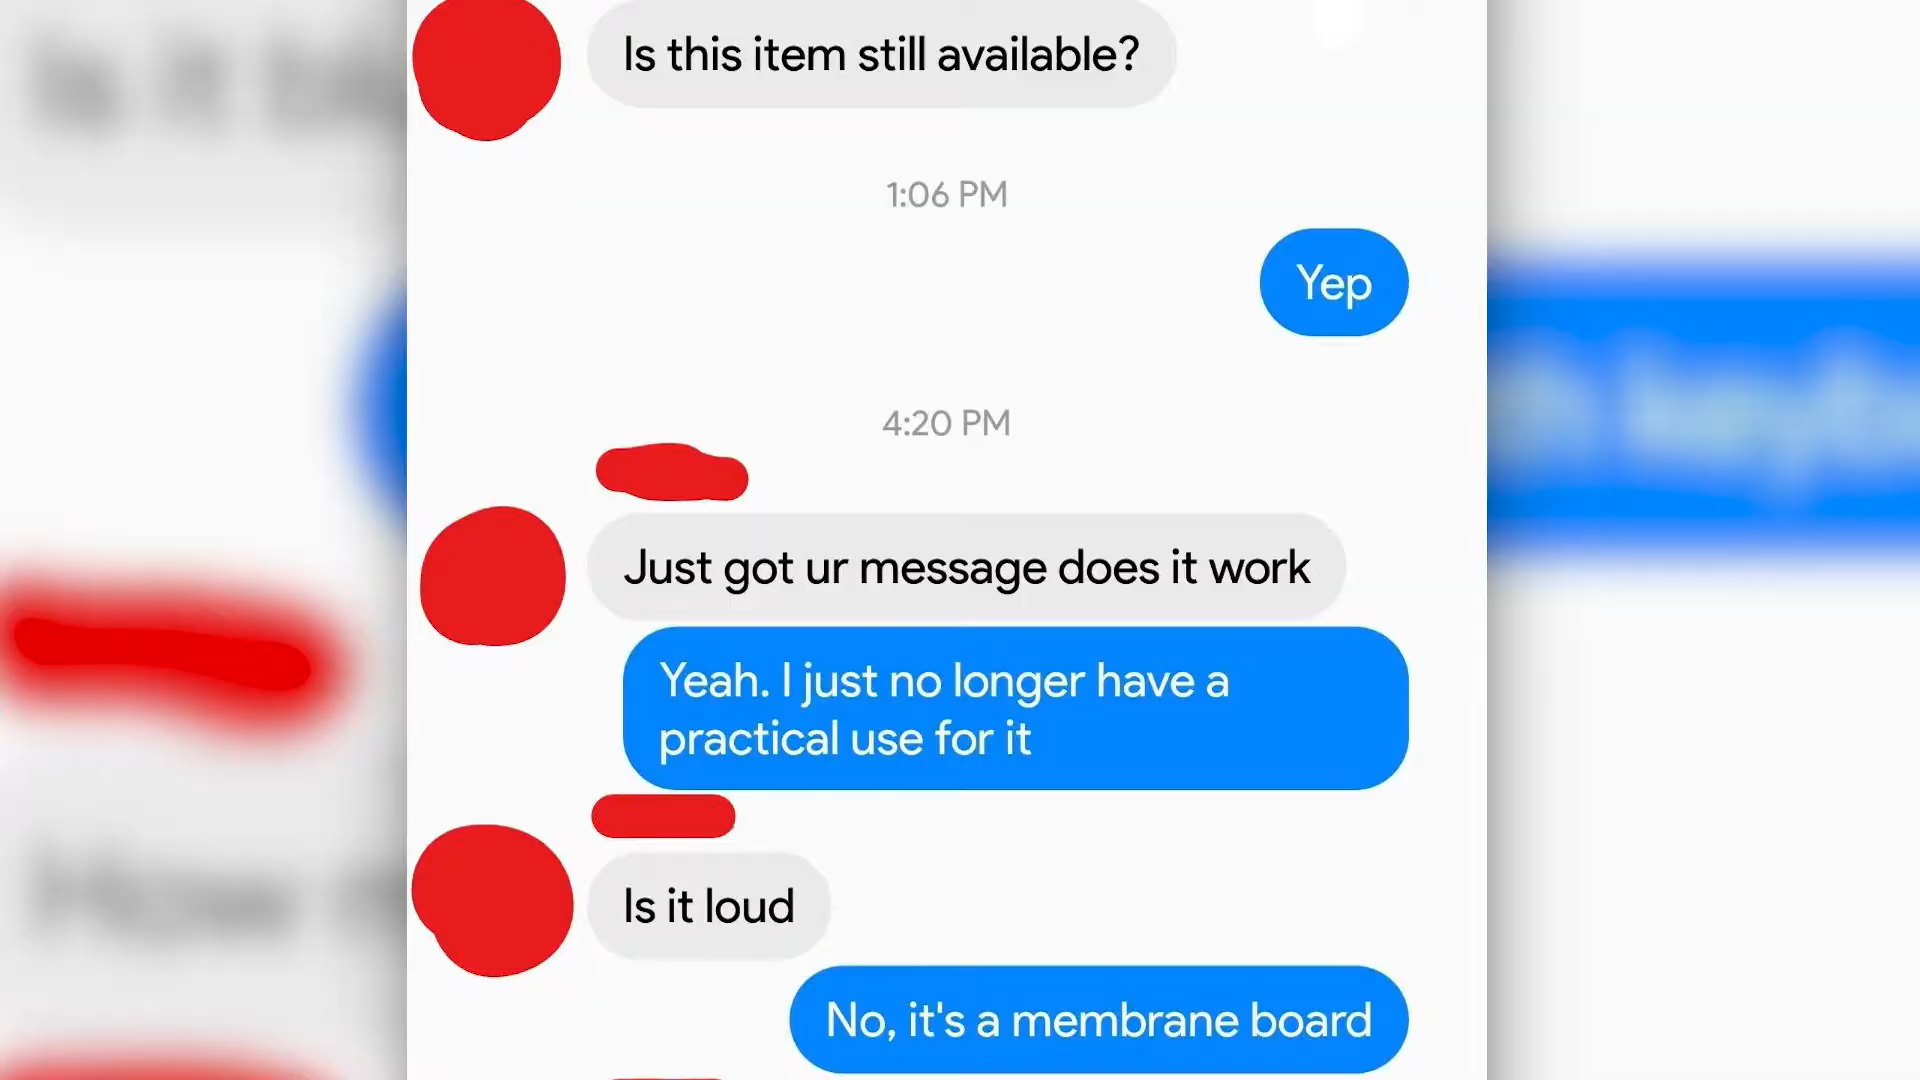 Is this item still available?
1:06 PM
Yep
4:20 PM
Just got ur message does it work
Yeah. I just no longer have a
practical use for it
Is it loud
No, it's a membrane board